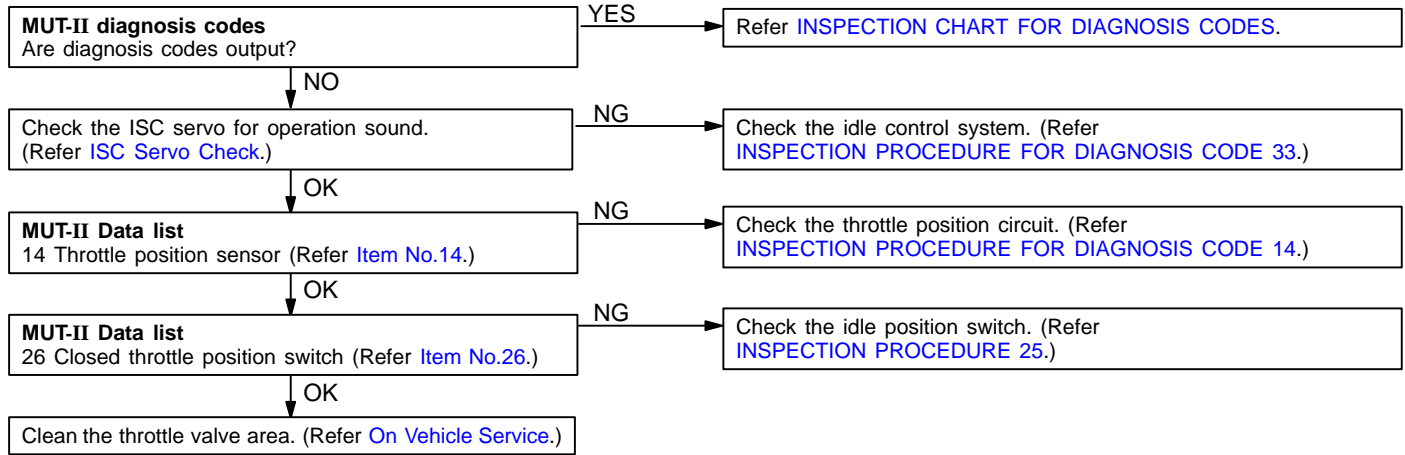 MUT-II diagnosis codes
Are diagnosis codes output?
YES
Refer INSPECTION CHART FOR DIAGNOSIS CODES.
NO
Check the ISC servo for operation sound.
(Refer ISC Servo Check.)
NG
Check the idle control system. (Refer
INSPECTION PROCEDURE FOR DIAGNOSIS CODE 33.)
OK
MUT-II Data list
14 Throttle position sensor (Refer Item No.14.)
NG
Check the throttle position circuit. (Refer
INSPECTION PROCEDURE FOR DIAGNOSIS CODE 14.)
OK
MUT-II Data list
26 Closed throttle position switch (Refer Item No.26.)
NG
Check the idle position switch. (Refer
INSPECTION PROCEDURE 25.)
OK
Clean the throttle valve area. (Refer On Vehicle Service.)